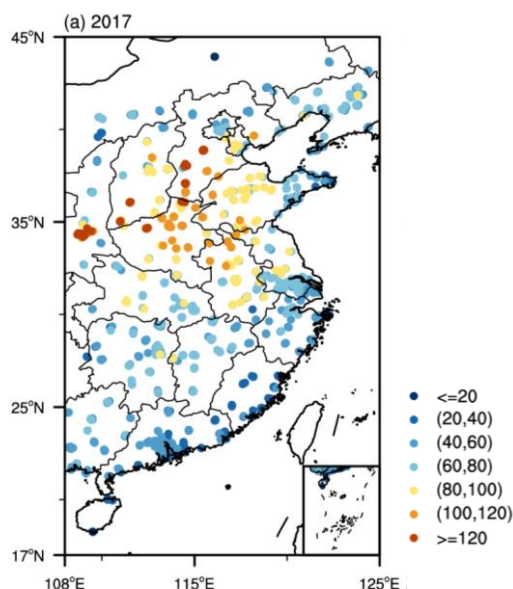 (a) 2017
45°N
35°N
25°N
17°N
108°E
115°E
125°E
<=20
(20,40)
(40,60)
(60,80)
(80,100)
(100,120)
>=120